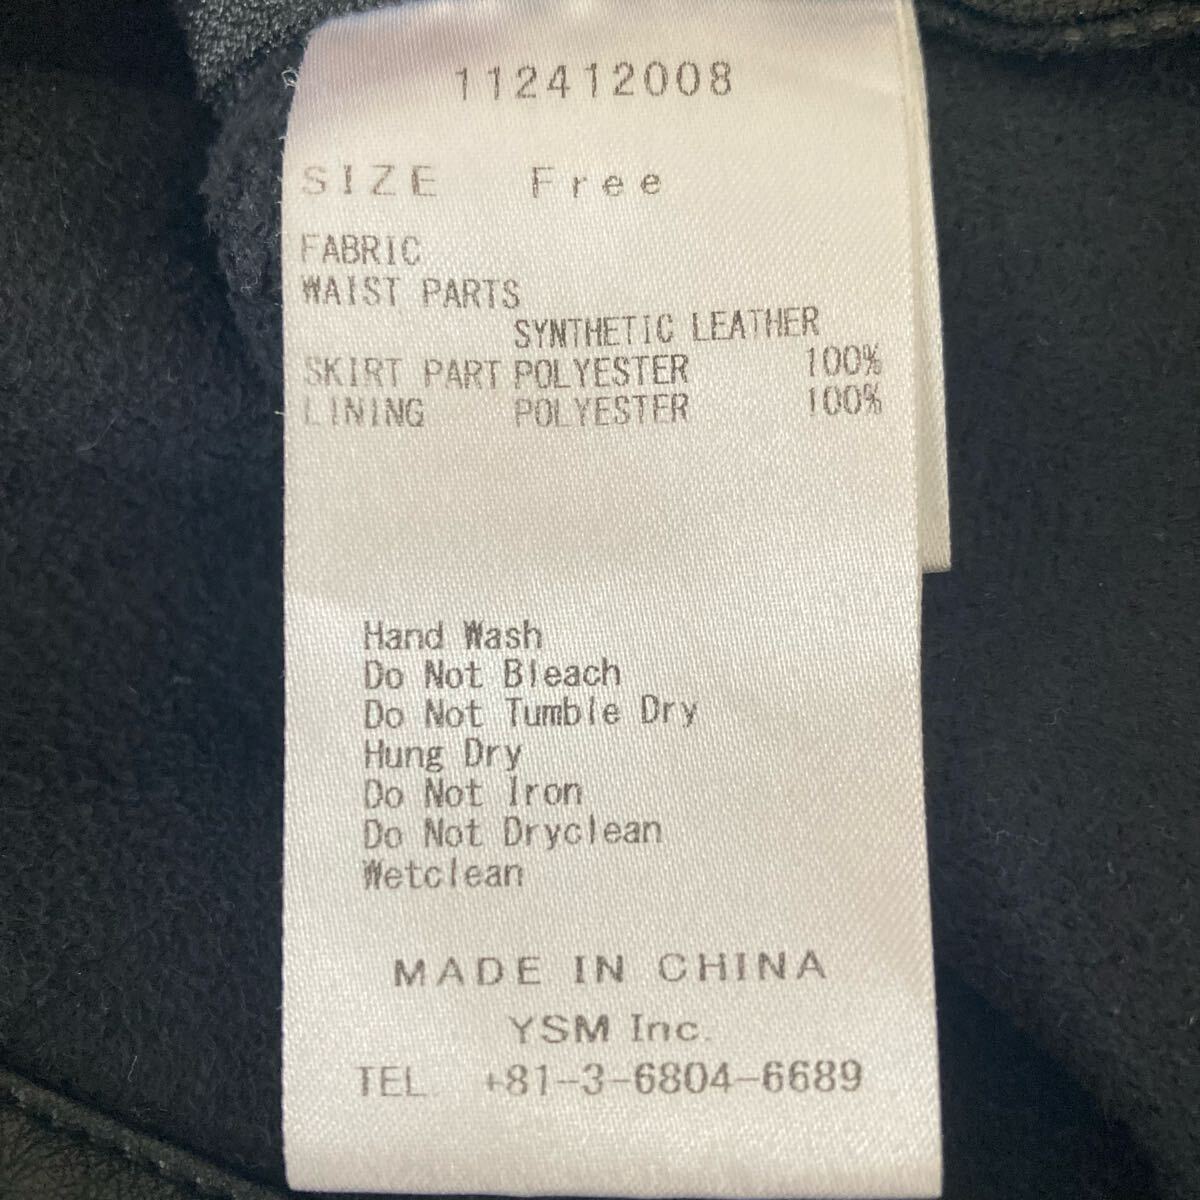 112412008
SIZE Free
FABRIC
WAIST PARTS
SYNTHETIC LEATHER
SKIRT PART POLYESTER 100%
LINING POLYESTER 100%
Hand Wash
Do Not Bleach
Do Not Tumble Dry
Hung Dry
Do Not Iron
Do Not Dryclean
Wetclean
MADE IN CHINA
YSM Inc.
TEL. +81-3-6804-6689